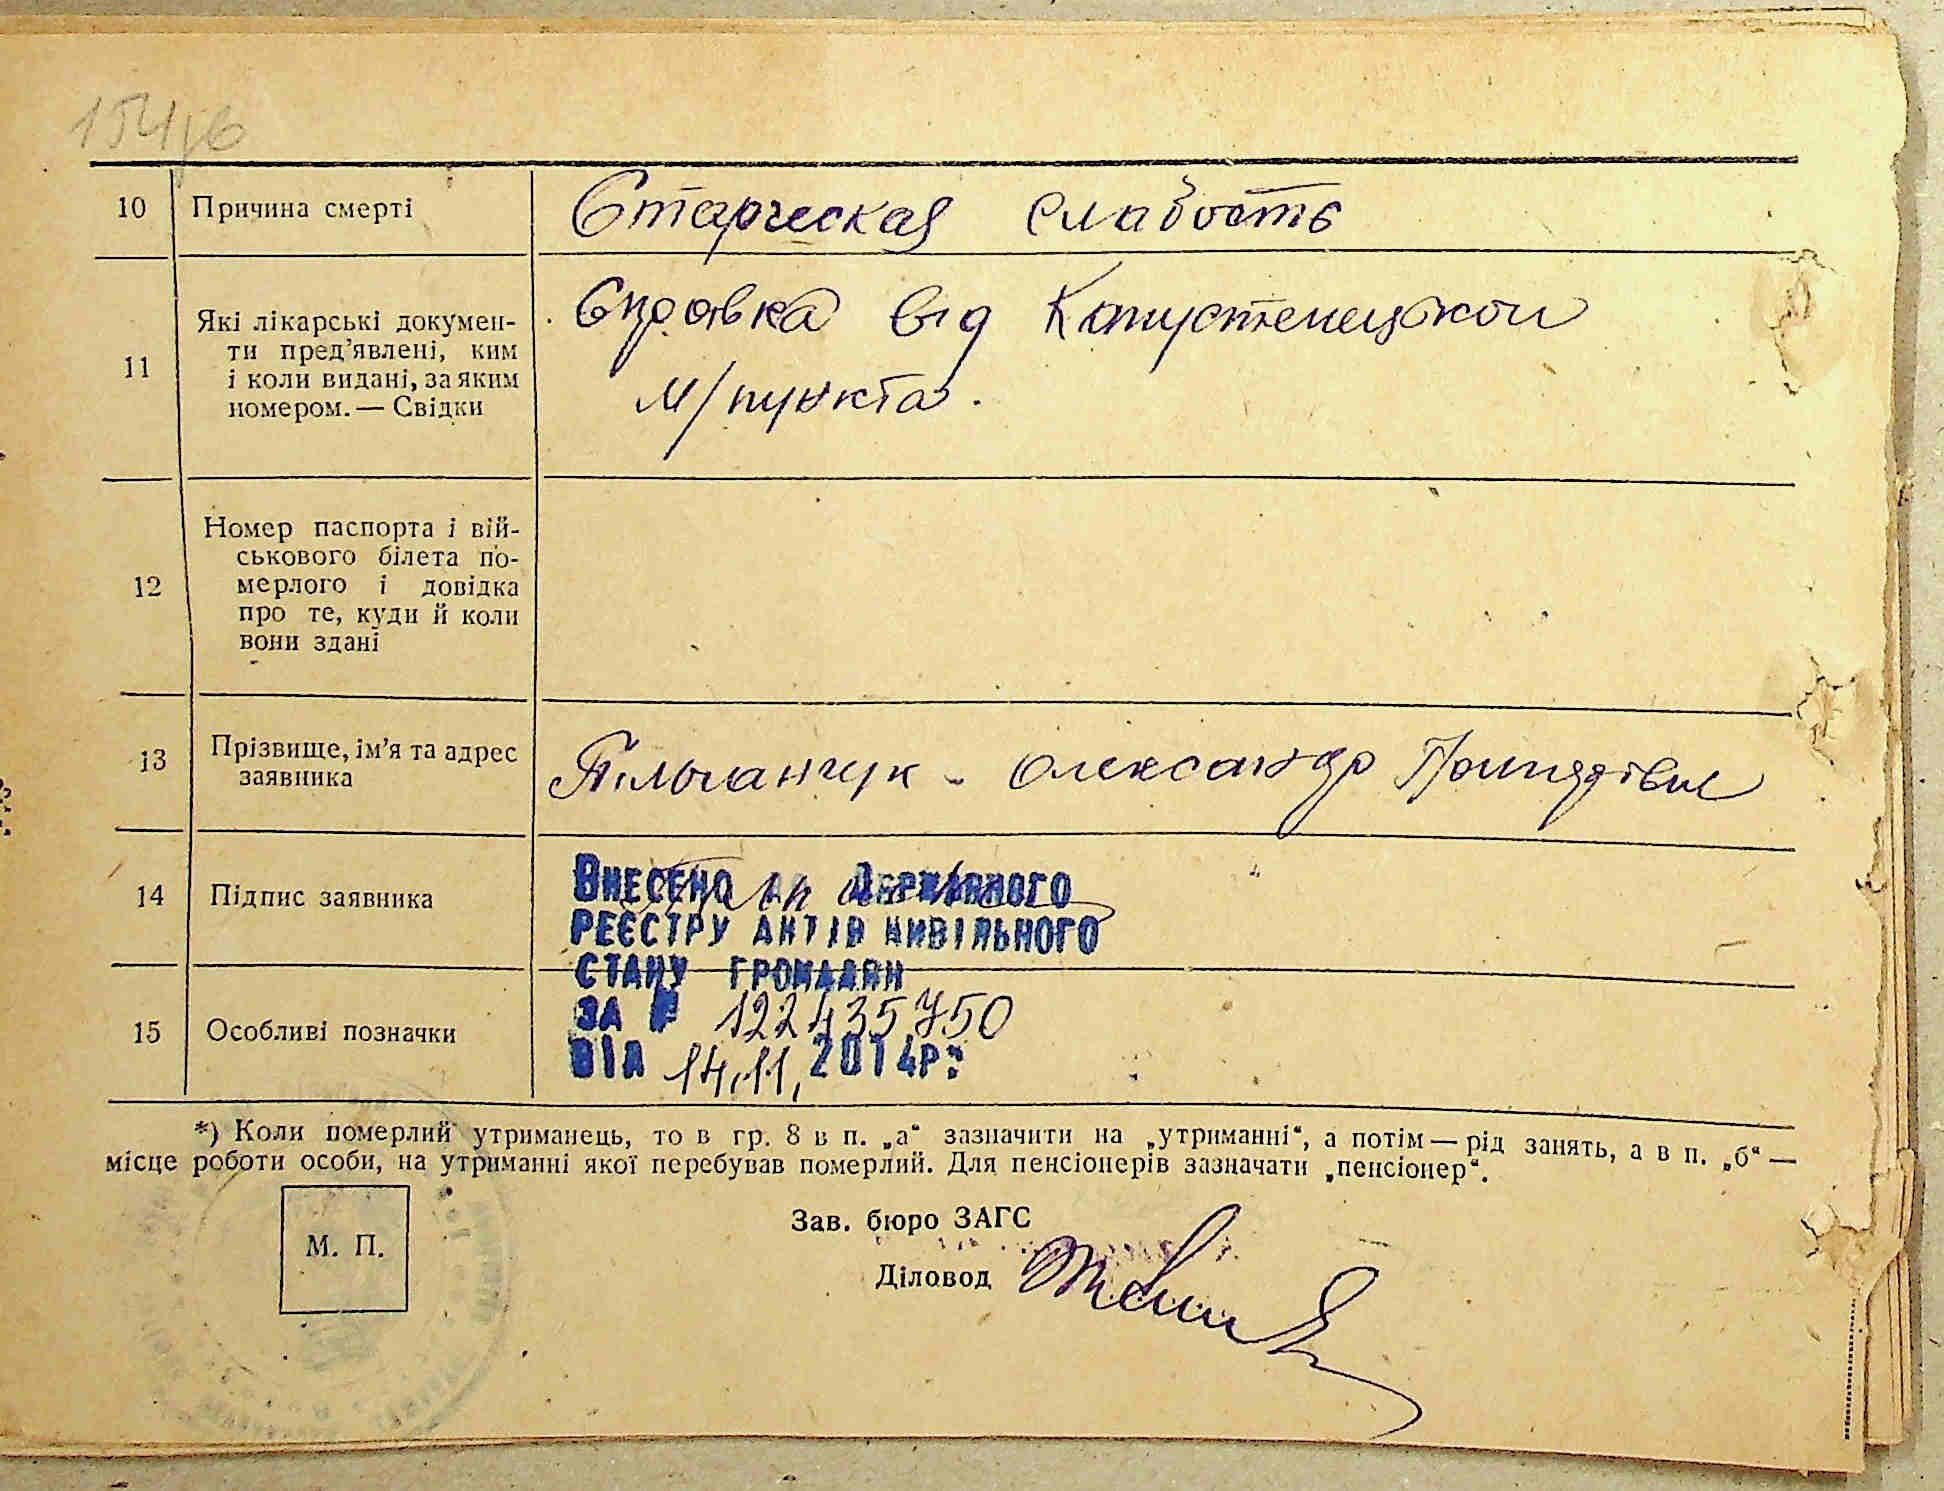 154
10 Причина смерті Старческая слабость
11 Які лікарські докумен-
ти пред'явлені, ким
і коли видані, за яким
номером. — Свідки
Справка від Капустенецкой
м/пункта.
12 Номер паспорта і вій-
ськового білета по-
мерлого і довідка
про те, куди й коли
вони здані
13 Прізвище, ім'я та адрес
заявника
Олександр
14 Підпис заявника
Внесено до Державного
реєстру актів цивільного
стану громадян
за № 122435750
від 14.11.2014р.
15 Особливі позначки
*) Коли померлий утриманець, то в гр. 8 в п. „а“ зазначити на „утриманні“, а потім — рід занять, а в п. „б“ —
місце роботи особи, на утриманні якої перебував померлий. Для пенсіонерів зазначати „пенсіонер“.
М. П.
Зав. бюро ЗАГС
Діловод